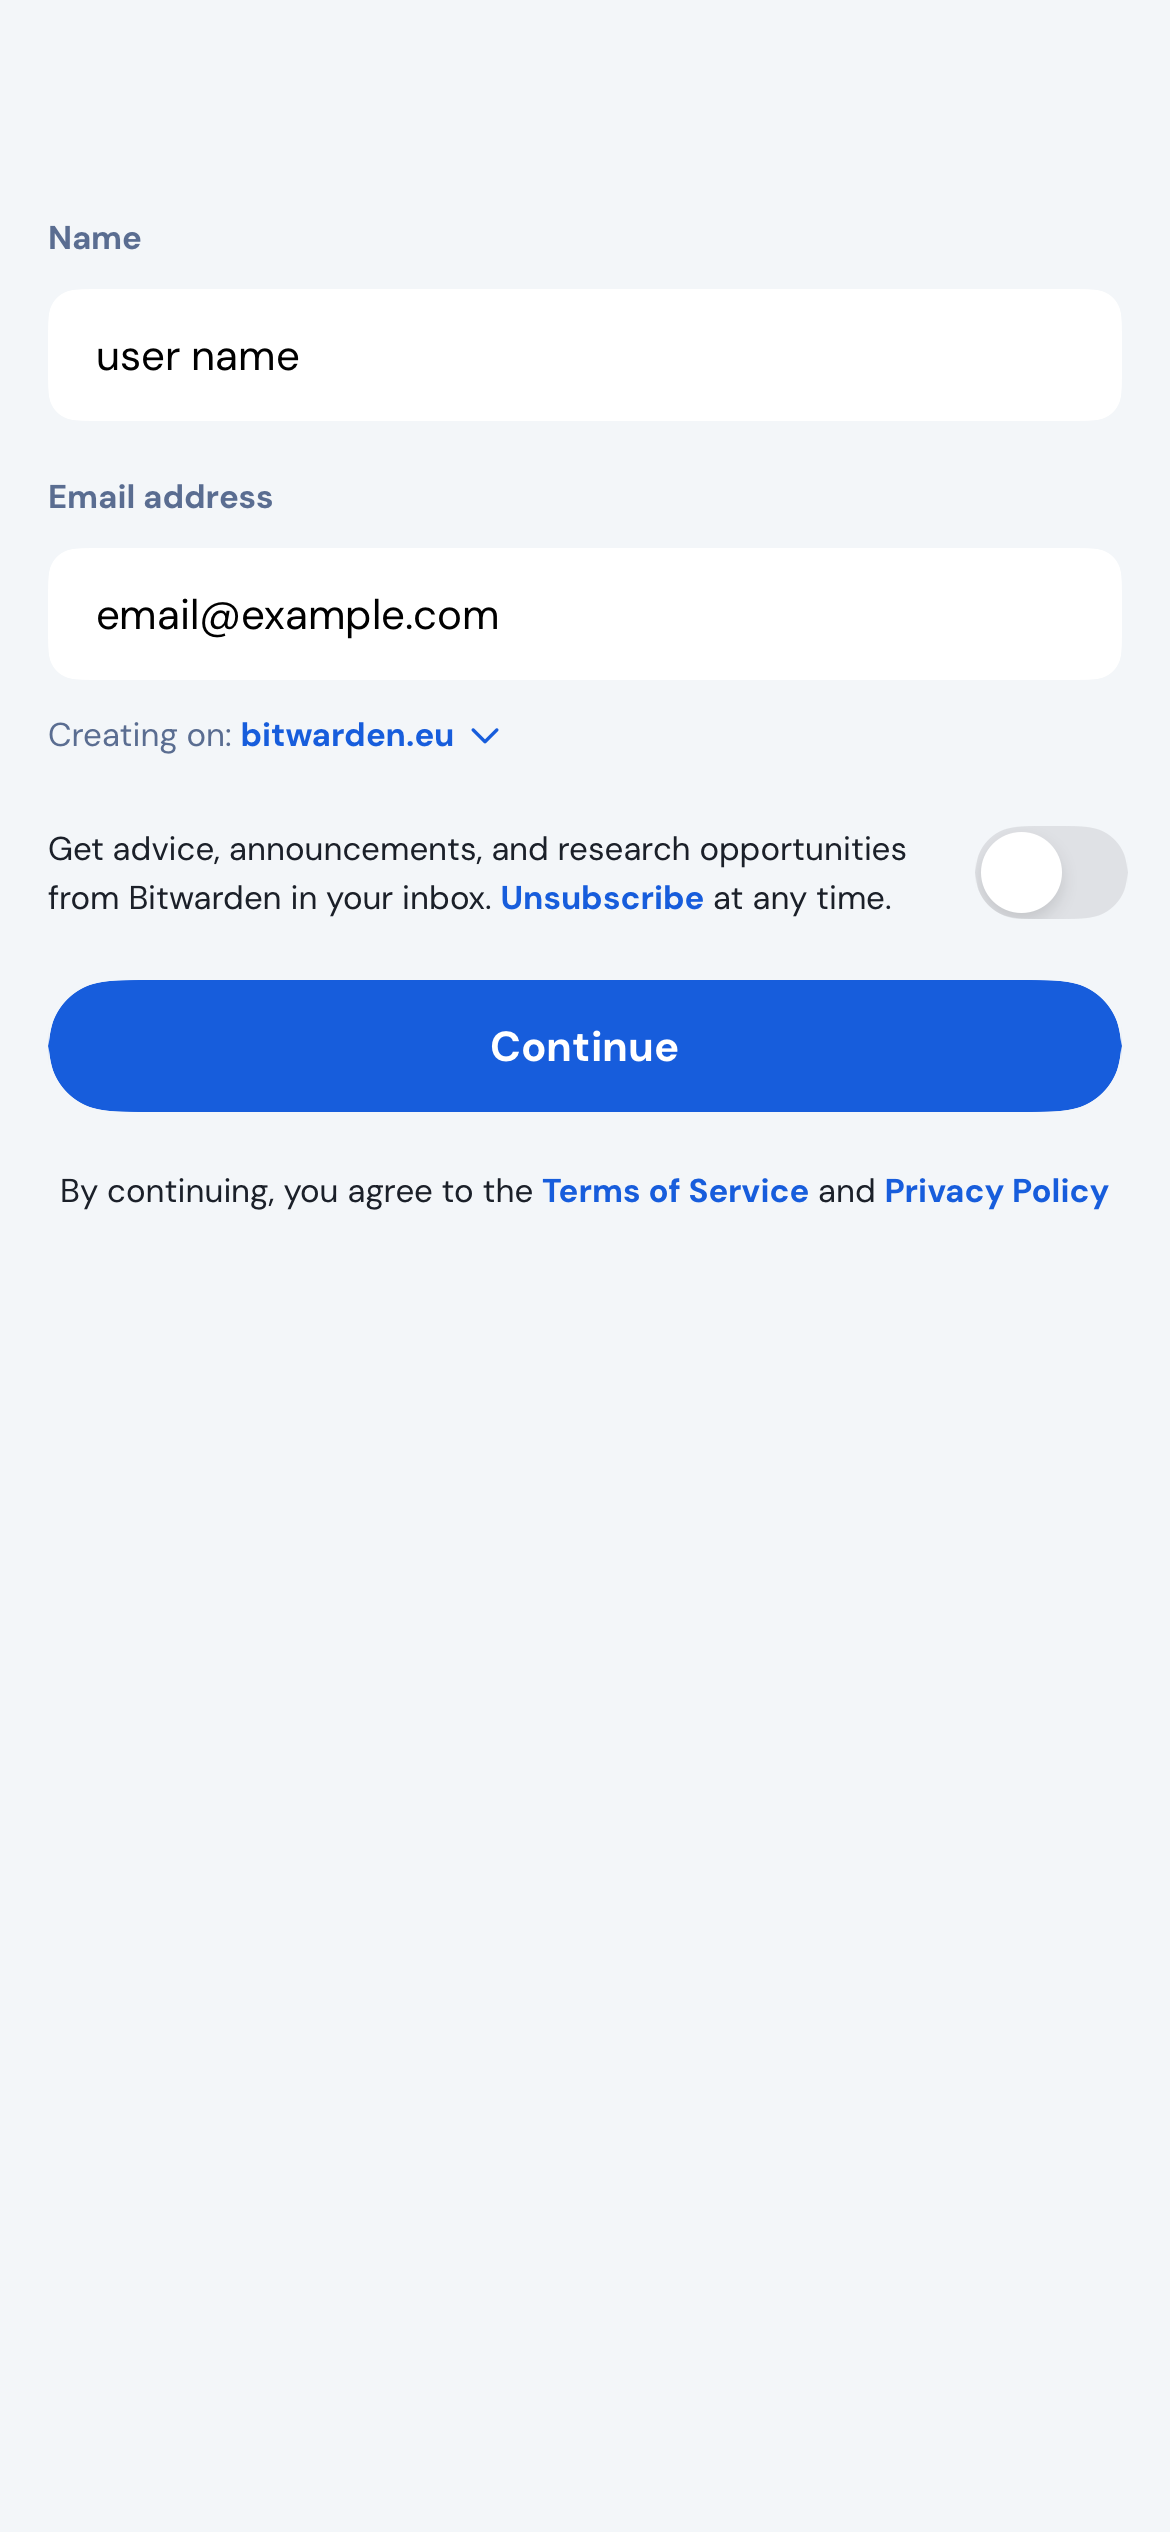 Name
user name
Email address
email@example.com
Creating on: bitwarden.eu
Get advice, announcements, and research opportunities
from Bitwarden in your inbox. Unsubscribe at any time.
Continue
By continuing, you agree to the Terms of Service and Privacy Policy